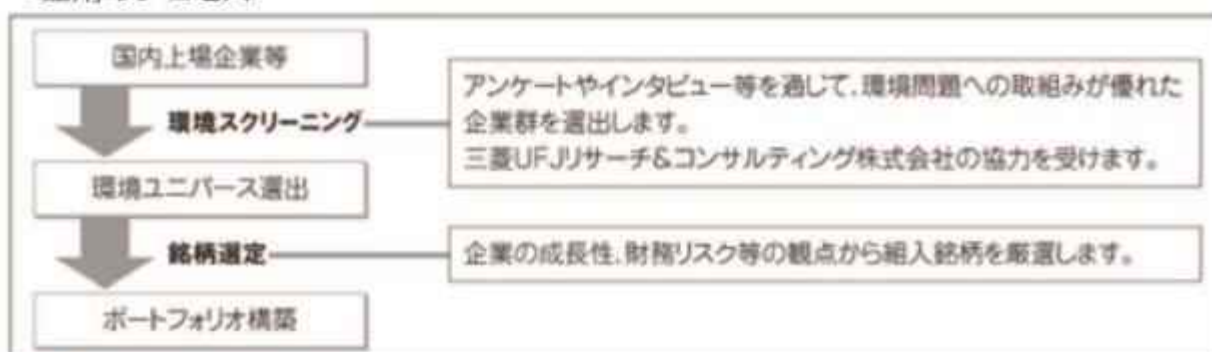 国内上場企業等
環境スクリーニング
アンケートやインタビュー等を通して、環境問題への取組みが優れた
企業群を選出します。
三菱UFJリサーチ&コンサルティング株式会社の協力を受けます。
環境ユニバース選出
銘柄選定
企業の成長性、財務リスク等の観点から組入銘柄を厳選します。
ポートフォリオ構築